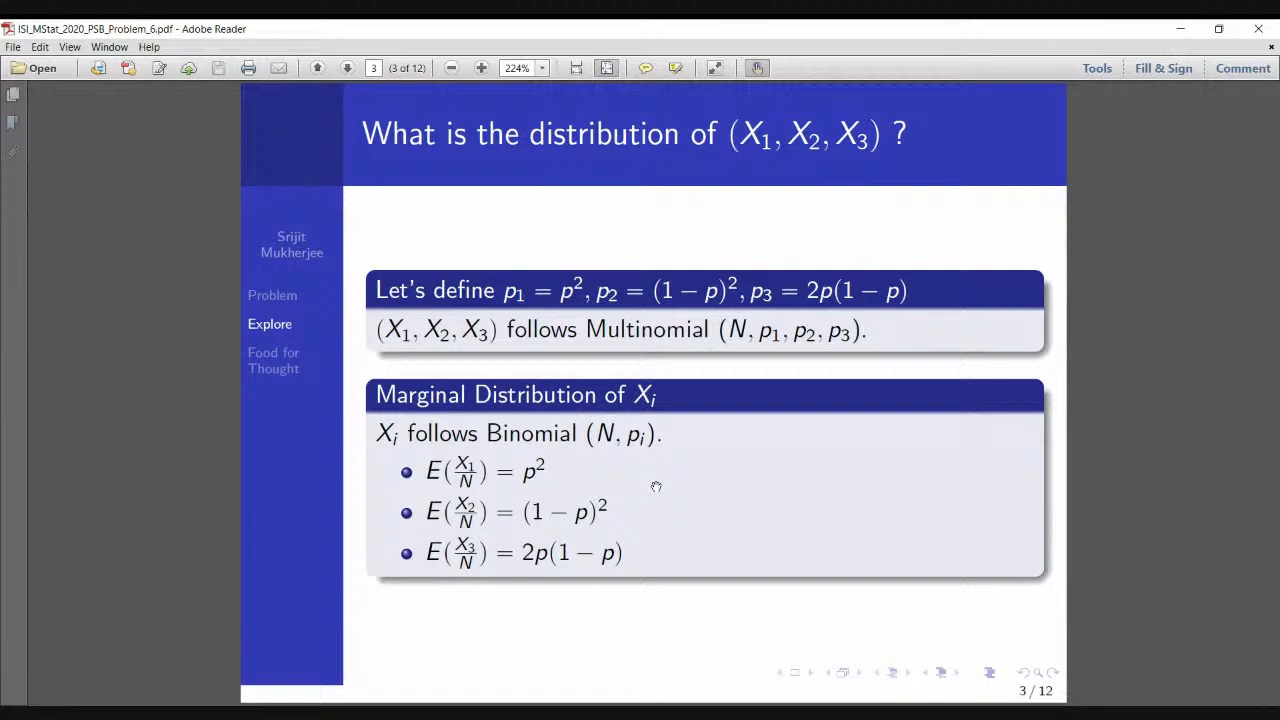 ISI_MStat_2020_PSB_Problem_6.pdf - Adobe Reader
File Edit View Window Help
Open 3 (3 of 12) 224% Tools Fill & Sign Comment
What is the distribution of (X₁, X₂, X₃) ?
Srijit
Mukherjee
Problem
Explore
Food for
Thought
Let's define p₁ = p², p₂ = (1 − p)², p₃ = 2p(1 − p)
(X₁, X₂, X₃) follows Multinomial (N, p₁, p₂, p₃).
Marginal Distribution of Xᵢ
Xᵢ follows Binomial (N, pᵢ).
E(X₁/N) = p²
E(X₂/N) = (1 − p)²
E(X₃/N) = 2p(1 − p)
3 / 12